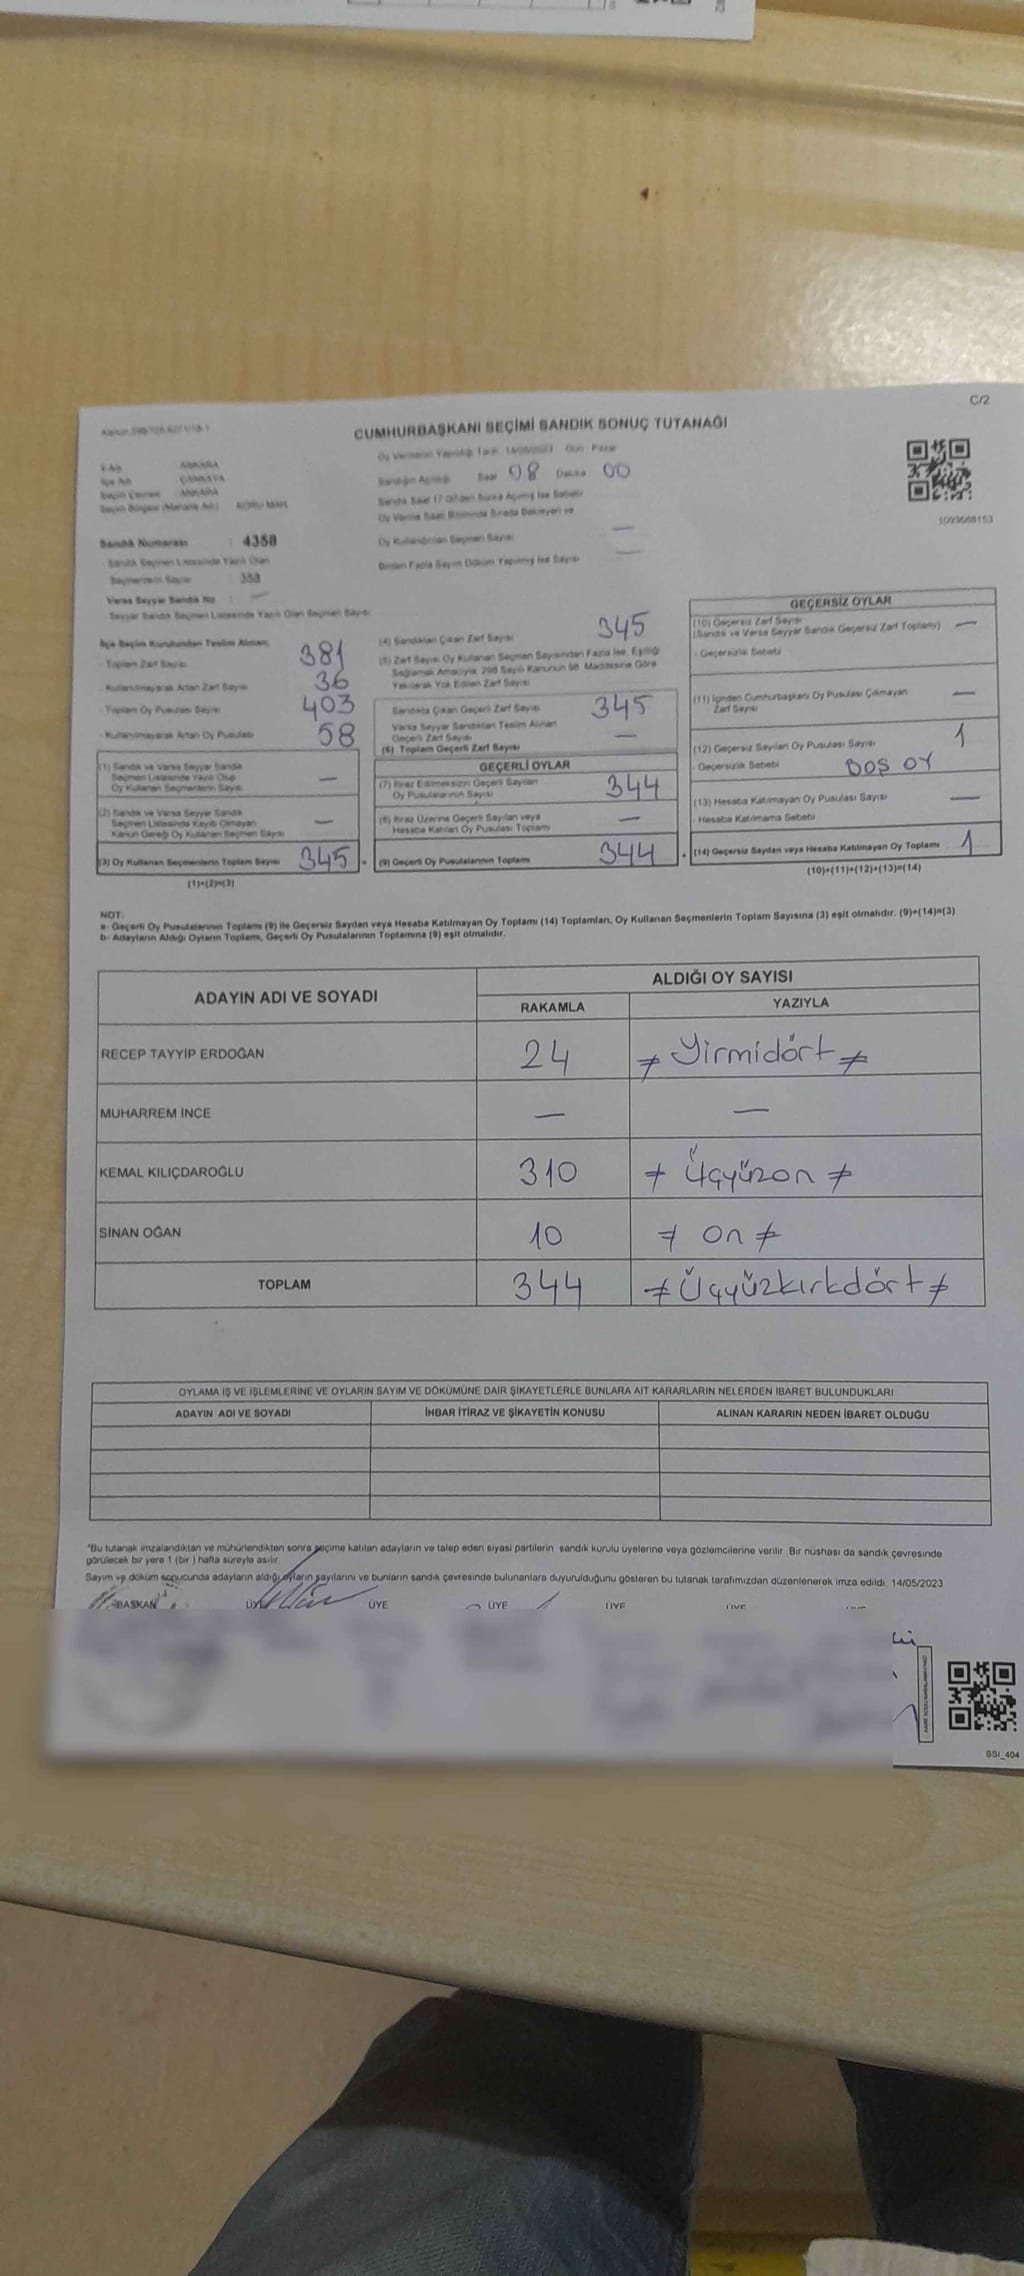 C/2
CUMHURBAŞKANI SEÇİMİ SANDIK SONUÇ TUTANAĞI
Oy Vermenin Yapıldığı Tarih 14/05/2023 Gün Pazar
İli Adı ANKARA
İlçe Adı ÇANKAYA
Seçim Çevresi ANKARA
Seçim Bölgesi (Mahalle Adı) KORU MAH.
Sandığın Açıldığı Saat 08 Dakika 00
Sanda Saat 17.00'den Sonra Açılmış İse Sebebi
Oy Verme Saati Bitiminde Sırada Bekleyen ve
Oy Kullandırılan Seçmen Sayısı —
Birden Fazla Sayım Döküm Yapılmış İse Sayısı —
1093668153
Sandık Numarası : 4358
Sandık Seçmen Listesinde Yazılı Olan
Seçmenlerin Sayısı
Varsa Seyyar Sandık No : —
Seyyar Sandık Seçmen Listesinde Yazılı Olan Seçmen Sayısı
İlçe Seçim Kurulundan Teslim Alınan;
- Toplam Zarf Sayısı 381
- Kullanılmayarak Artan Zarf Sayısı 36
- Toplam Oy Pusulası Sayısı 403
- Kullanılmayarak Artan Oy Pusulası 58
(1) Sandık ve Varsa Seyyar Sandık
Seçmen Listesinde Yazılı Olup
Oy Kullanan Seçmenlerin Sayısı —
(2) Sandık ve Varsa Seyyar Sandık
Seçmen Listesinde Kayıtlı Olmayan
Kanun Gereği Oy Kullanan Seçmen Sayısı —
(3) Oy Kullanan Seçmenlerin Toplam Sayısı 345
(1)+(2)=(3)
(4) Sandıktan Çıkan Zarf Sayısı 345
(5) Zarf Sayısı Oy Kullanan Seçmen Sayısından Fazla İse, Eşitliği
Sağlamak Amacıyla, 298 Sayılı Kanunun 98. Maddesine Göre
Yakılarak Yok Edilen Zarf Sayısı
Sandıkta Çıkan Geçerli Zarf Sayısı 345
Varsa Seyyar Sandıktan Teslim Alınan
Geçerli Zarf Sayısı —
(6) Toplam Geçerli Zarf Sayısı
GEÇERLİ OYLAR
(7) İtiraz Edilmeksizin Geçerli Sayılan
Oy Pusulalarının Sayısı 344
(8) İtiraz Üzerine Geçerli Sayılan veya
Hesaba Katılan Oy Pusulası Toplamı —
(9) Geçerli Oy Pusulalarının Toplamı 344
GEÇERSİZ OYLAR
(10) Geçersiz Zarf Sayısı —
(Sandık ve Varsa Seyyar Sandık Geçersiz Zarf Toplamı)
- Geçersizlik Sebebi
(11) İçinden Cumhurbaşkanı Oy Pusulası Çıkmayan
Zarf Sayısı —
(12) Geçersiz Sayılan Oy Pusulası Sayısı 1
- Geçersizlik Sebebi BOŞ OY
(13) Hesaba Katılmayan Oy Pusulası Sayısı —
- Hesaba Katılmama Sebebi
(14) Geçersiz Sayılan veya Hesaba Katılmayan Oy Toplamı 1
(10)+(11)+(12)+(13)=(14)
NOT:
a- Geçerli Oy Pusulalarının Toplamı (9) ile Geçersiz Sayılan veya Hesaba Katılmayan Oy Toplamı (14) Toplamları, Oy Kullanan Seçmenlerin Toplam Sayısına (3) eşit olmalıdır. (9)+(14)=(3)
b- Adayların Aldığı Oyların Toplamı, Geçerli Oy Pusulalarının Toplamına (9) eşit olmalıdır.
ADAYIN ADI VE SOYADI ALDIĞI OY SAYISI
RAKAMLA YAZIYLA
RECEP TAYYİP ERDOĞAN 24 ≠ Yirmidört ≠
MUHARREM İNCE — —
KEMAL KILIÇDAROĞLU 310 ≠ Üçyüzon ≠
SİNAN OĞAN 10 ≠ On ≠
TOPLAM 344 ≠ Üçyüzkırkdört ≠
OYLAMA İŞ VE İŞLEMLERİNE VE OYLARIN SAYIM VE DÖKÜMÜNE DAİR ŞİKAYETLERLE BUNLARA AİT KARARLARIN NELERDEN İBARET BULUNDUKLARI
ADAYIN ADI VE SOYADI İHBAR İTİRAZ VE ŞİKAYETİN KONUSU ALINAN KARARIN NEDEN İBARET OLDUĞU
*Bu tutanak imzalandıktan ve mühürlendikten sonra seçime katılan adayların ve talep eden siyasi partilerin sandık kurulu üyelerine veya gözlemcilerine verilir. Bir nüshası da sandık çevresinde
görülecek bir yere 1 (bir) hafta süreyle asılır.
Sayım ve döküm sonucunda adayların aldığı oyların sayılarını ve bunların sandık çevresinde bulunanlara duyurulduğunu gösteren bu tutanak tarafımızdan düzenlenerek imza edildi. 14/05/2023
BAŞKAN ÜYE ÜYE ÜYE ÜYE ÜYE
SSI_404